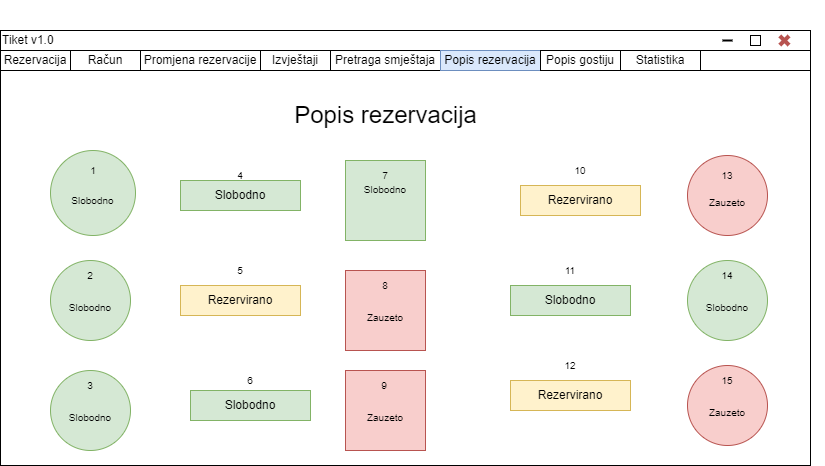 Tiket v1.0
Rezervacija Račun Promjena rezervacije Izvještaji Pretraga smještaja Popis rezervacija Popis gostiju Statistika
Popis rezervacija
1
Slobodno
4
Slobodno
7
Slobodno
10
Rezervirano
13
Zauzeto
2
Slobodno
5
Rezervirano
8
Zauzeto
11
Slobodno
14
Slobodno
3
Slobodno
6
Slobodno
9
Zauzeto
12
Rezervirano
15
Zauzeto